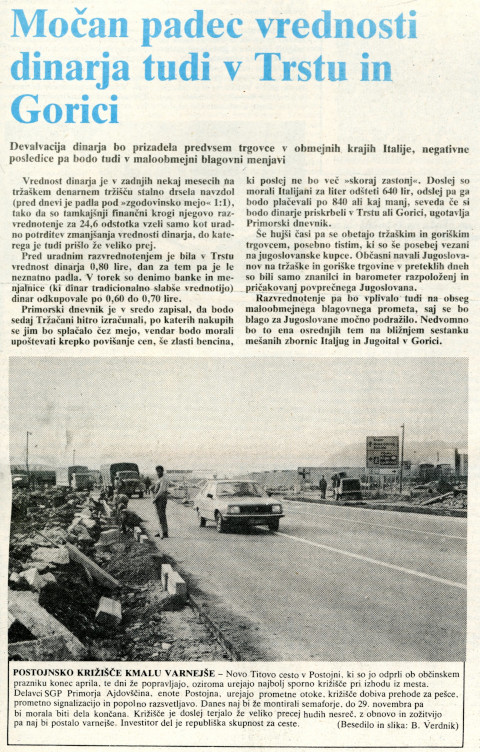 Močan padec vrednosti
dinarja tudi v Trstu in
Gorici
Devalvacija dinarja bo prizadela predvsem trgovce v obmejnih krajih Italije, negativne
posledice pa bodo tudi v maloobmejni blagovni menjavi
Vrednost dinarja je v zadnjih nekaj mesecih na
tržaškem denarnem tržišču stalno drsela navzdol
(pred dnevi je padla pod »zgodovinsko mejo« 1:1),
tako da so tamkajšnji finančni krogi njegovo raz-
vrednotenje za 24,6 odstotka vzeli samo kot urad-
no potrditev zmanjšanja vrednosti dinarja, do kate-
rega je tudi prišlo že veliko prej.
Pred uradnim razvrednotenjem je bila v Trstu
vrednost dinarja 0,80 lire, dan za tem pa je le
neznatno padla. V torek so denimo banke in me-
njalnice (ki dinar tradicionalno slabše vrednotijo)
dinar odkupovale po 0,60 do 0,70 lire.
Primorski dnevnik je v sredo zapisal, da bodo
sedaj Tržačani hitro izračunali, po katerih nakupih
se jim bo splačalo čez mejo, vendar bodo morali
upoštevati krepko povišanje cen, še zlasti bencina,
ki poslej ne bo več »skoraj zastonj«. Doslej so
morali Italijani za liter odšteti 640 lir, odslej pa ga
bodo plačevali po 840 ali kaj manj, seveda če si
bodo dinarje priskrbeli v Trstu ali Gorici, ugotavlja
Primorski dnevnik.
Še hujši časi pa se obetajo tržaškim in goriškim
trgovcem, posebno tistim, ki so še posebej vezani
na jugoslovanske kupce. Občasni navali Jugoslova-
nov na tržaške in goriške trgovine v preteklih dneh
so bili samo znanilci in barometer razpoloženj in
pričakovanj povprečnega Jugoslovana.
Razvrednotenje pa bo vplivalo tudi na obseg
maloobmejnega blagovnega prometa, saj se bo
blago za Jugoslovane močno podražilo. Nedvomno
bo to ena osrednjih tem na bližnjem sestanku
mešanih zbornic Italjug in Jugoital v Gorici.
POSTOJNSKO KRIŽIŠČE KMALU VARNEJŠE – Novo Titovo cesto v Postojni, ki so jo odprli ob občinskem
prazniku konec aprila, te dni že popravljajo, oziroma urejajo najbolj sporno križišče pri izhodu iz mesta.
Delavci SGP Primorja Ajdovščina, enote Postojna, urejajo prometne otoke, križišče dobiva prehode za pešce,
prometno signalizacijo in popolno razsvetljavo. Danes naj bi že montirali semaforje, do 29. novembra pa
bi morala biti dela končana. Križišče je doslej terjalo že veliko precej hudih nesreč, z obnovo in zožitvijo
pa naj bi postalo varnejše. Investitor del je republiška skupnost za ceste. (Besedilo in slika: B. Verdnik)